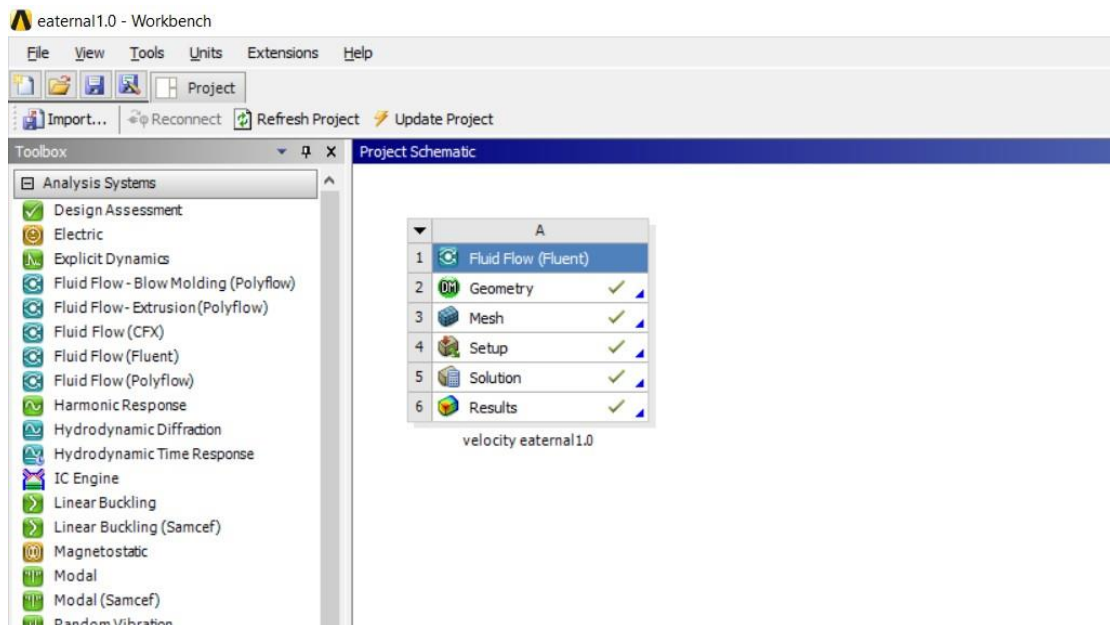 eaternal1.0 - Workbench
File View Tools Units Extensions Help
Project
Import... Reconnect Refresh Project Update Project
Toolbox
Project Schematic
Analysis Systems
Design Assessment
Electric
Explicit Dynamics
Fluid Flow - Blow Molding (Polyflow)
Fluid Flow - Extrusion (Polyflow)
Fluid Flow (CFX)
Fluid Flow (Fluent)
Fluid Flow (Polyflow)
Harmonic Response
Hydrodynamic Diffraction
Hydrodynamic Time Response
IC Engine
Linear Buckling
Linear Buckling (Samcef)
Magnetostatic
Modal
Modal (Samcef)
Random Vibration
A
1 Fluid Flow (Fluent)
2 DM Geometry
3 Mesh
4 Setup
5 Solution
6 Results
velocity eaternal1.0